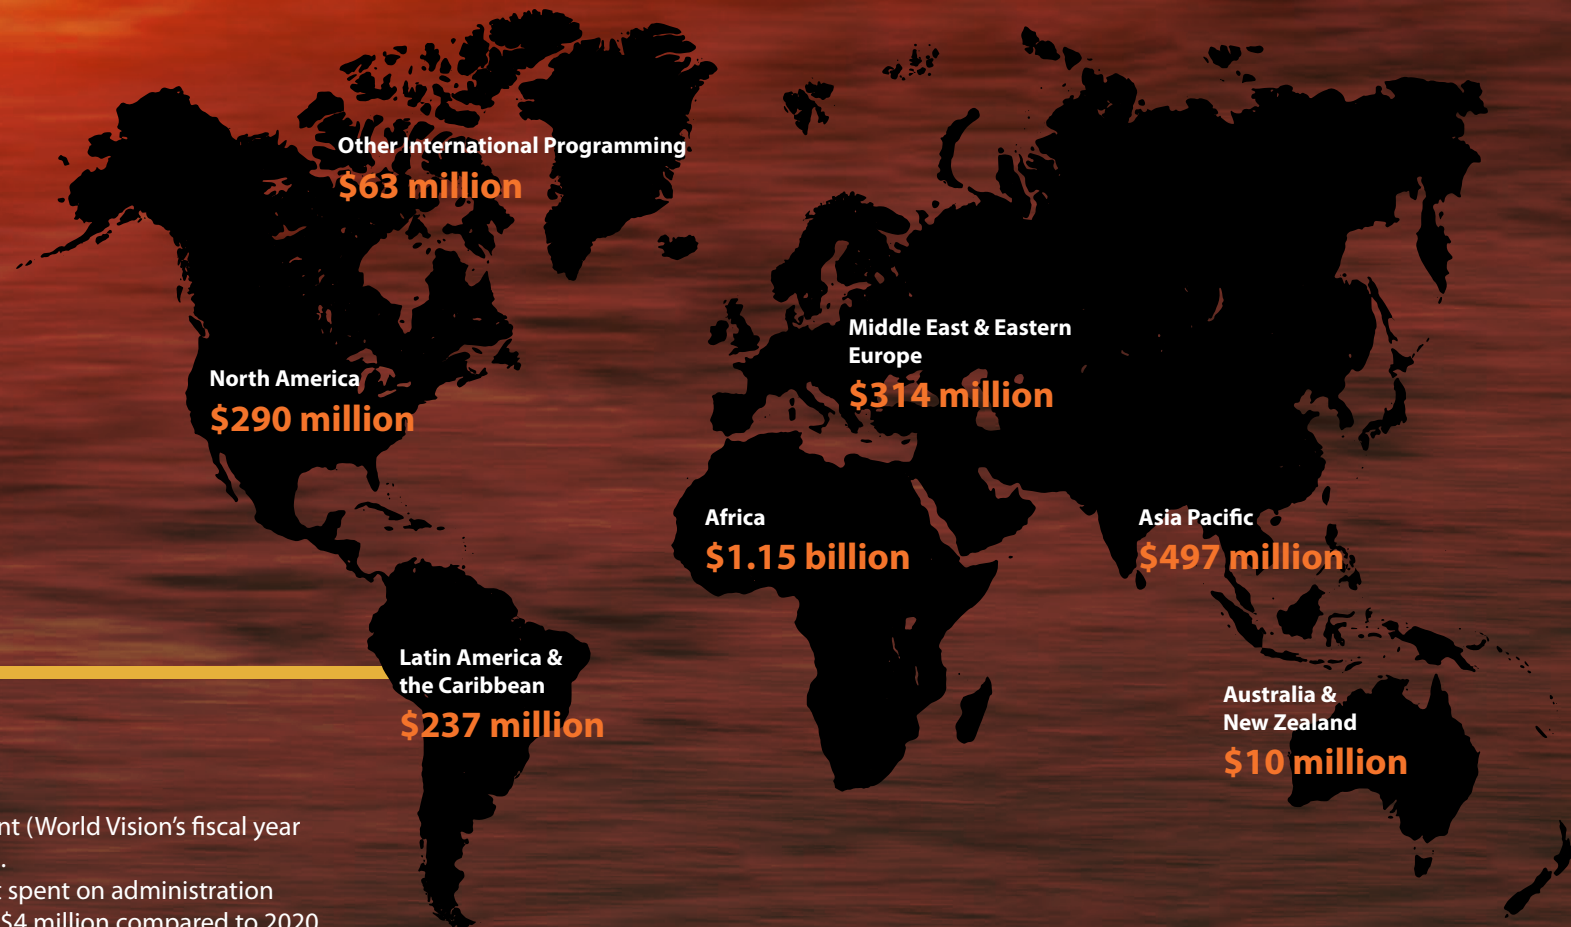 Other International Programming
$63 million
Middle East & Eastern
Europe
$314 million
North America
$290 million
Africa
$1.15 billion
Asia Pacific
$497 million
Latin America &
the Caribbean
$237 million
Australia &
New Zealand
$10 million
(World Vision’s fiscal year
.
spent on administration
$4 million compared to 2020